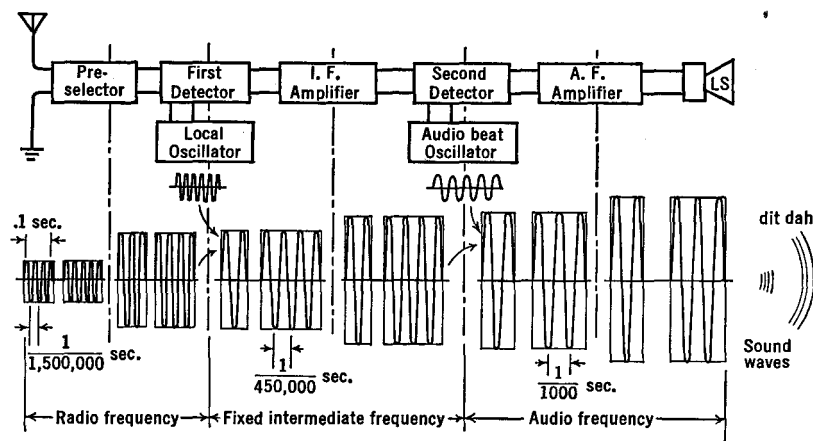 Pre-
selector
First
Detector
I. F.
Amplifier
Second
Detector
A. F.
Amplifier
LS
Local
Oscillator
Audio beat
Oscillator
.1 sec.
dit dah
1
1,500,000 sec.
1
450,000 sec.
1
1000 sec.
Sound
waves
Radio frequency
Fixed intermediate frequency
Audio frequency